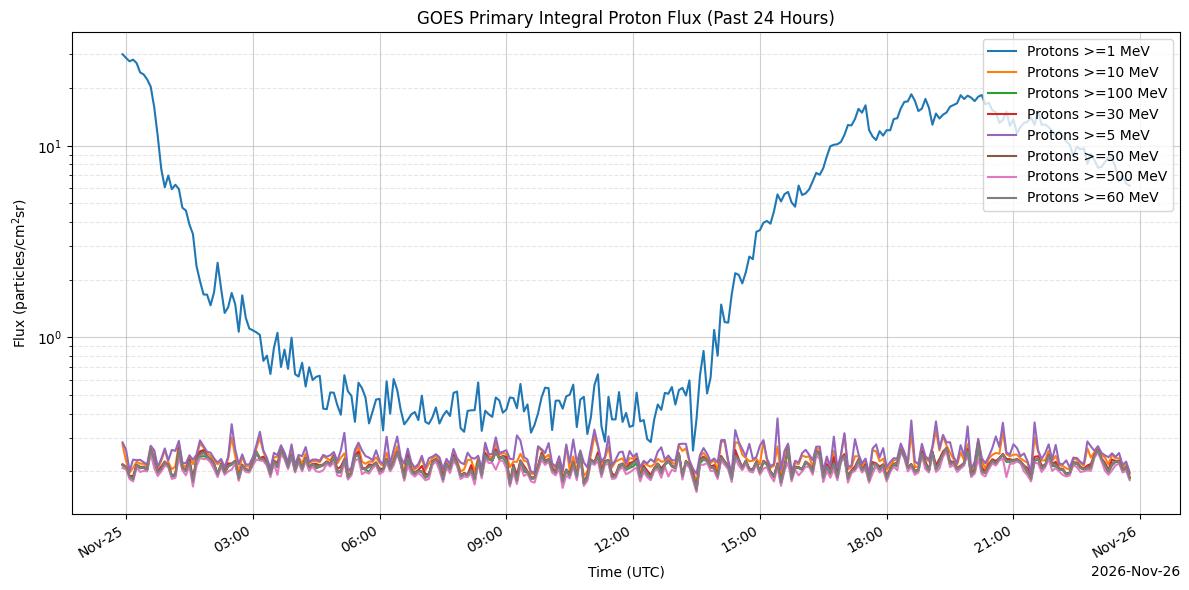 GOES Primary Integral Proton Flux (Past 24 Hours)
Protons >=1 MeV
Protons >=10 MeV
Protons >=100 MeV
Protons >=30 MeV
Protons >=5 MeV
Protons >=50 MeV
Protons >=500 MeV
Protons >=60 MeV
Flux (particles/cm²sr)
10¹
10⁰
Nov-25 03:00 06:00 09:00 12:00 15:00 18:00 21:00 Nov-26
Time (UTC)
2026-Nov-26